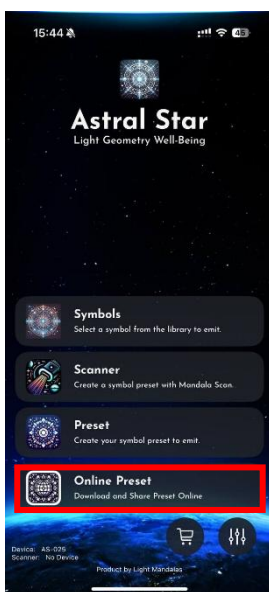 15:44
45
Astral Star
Light Geometry Well-Being
Symbols
Select a symbol from the library to emit.
Scanner
Create a symbol preset with Mandala Scan.
Preset
Create your symbol preset to emit.
Online Preset
Download and Share Preset Online
Device: AS-025
Scanner: No Device
Product by Light Mandalas